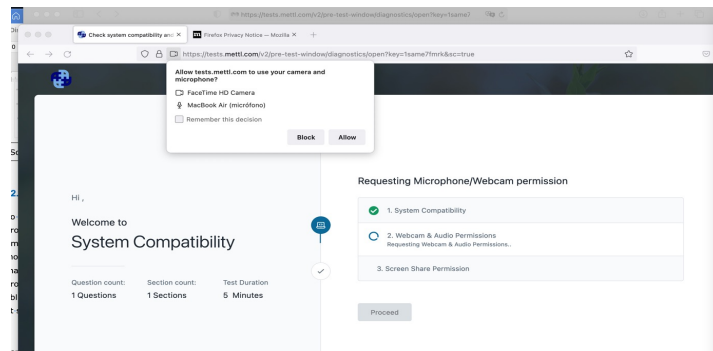 https://tests.mettl.com/v2/pre-test-window/diagnostics/open?key=1same7
Check system compatibility and
Firefox Privacy Notice — Mozilla
https://tests.mettl.com/v2/pre-test-window/diagnostics/open?key=1same7fmrk&sc=true
Allow tests.mettl.com to use your camera and
microphone?
FaceTime HD Camera
MacBook Air (micrófono)
Remember this decision
Block Allow
Hi ,
Welcome to
System Compatibility
Question count: Section count: Test Duration
1 Questions 1 Sections 5 Minutes
Requesting Microphone/Webcam permission
1. System Compatibility
2. Webcam & Audio Permissions
Requesting Webcam & Audio Permissions..
3. Screen Share Permission
Proceed